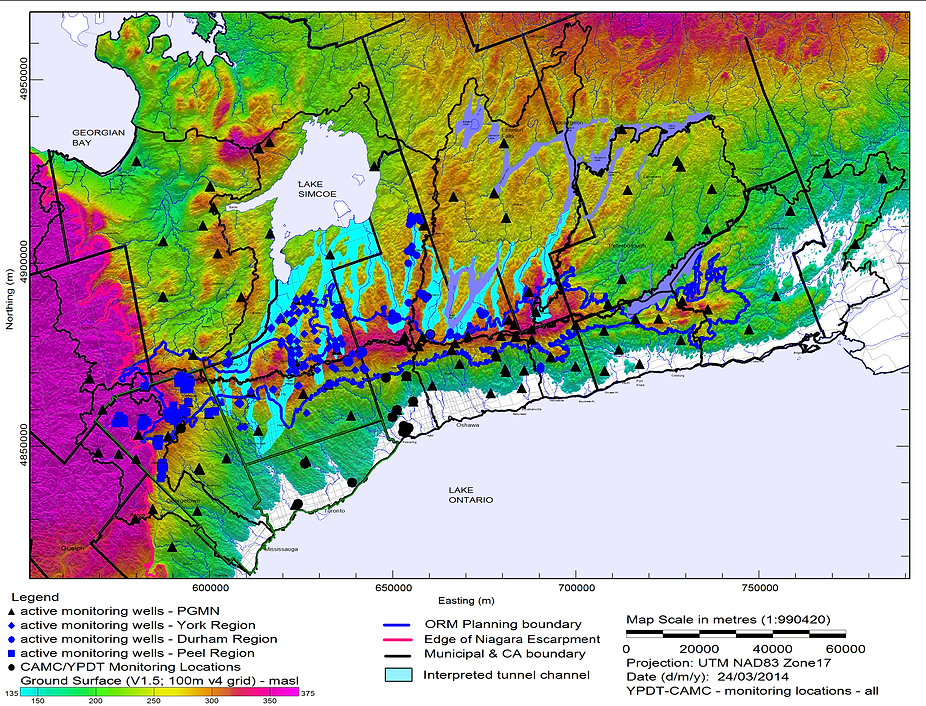 GEORGIAN
BAY
LAKE
SIMCOE
LAKE
ONTARIO
Oshawa
Toronto
Mississauga
Guelph
Georgetown
4950000
4900000
4850000
Northing (m)
600000
650000
700000
750000
Easting (m)
Legend
active monitoring wells - PGMN
active monitoring wells - York Region
active monitoring wells - Durham Region
active monitoring wells - Peel Region
CAMC/YPDT Monitoring Locations
Ground Surface (V1.5; 100m v4 grid) - masl
135
375
150
200
250
300
350
ORM Planning boundary
Edge of Niagara Escarpment
Municipal & CA boundary
Interpreted tunnel channel
Map Scale in metres (1:990420)
0 20000 40000 60000
Projection: UTM NAD83 Zone17
Date (d/m/y): 24/03/2014
YPDT-CAMC - monitoring locations - all